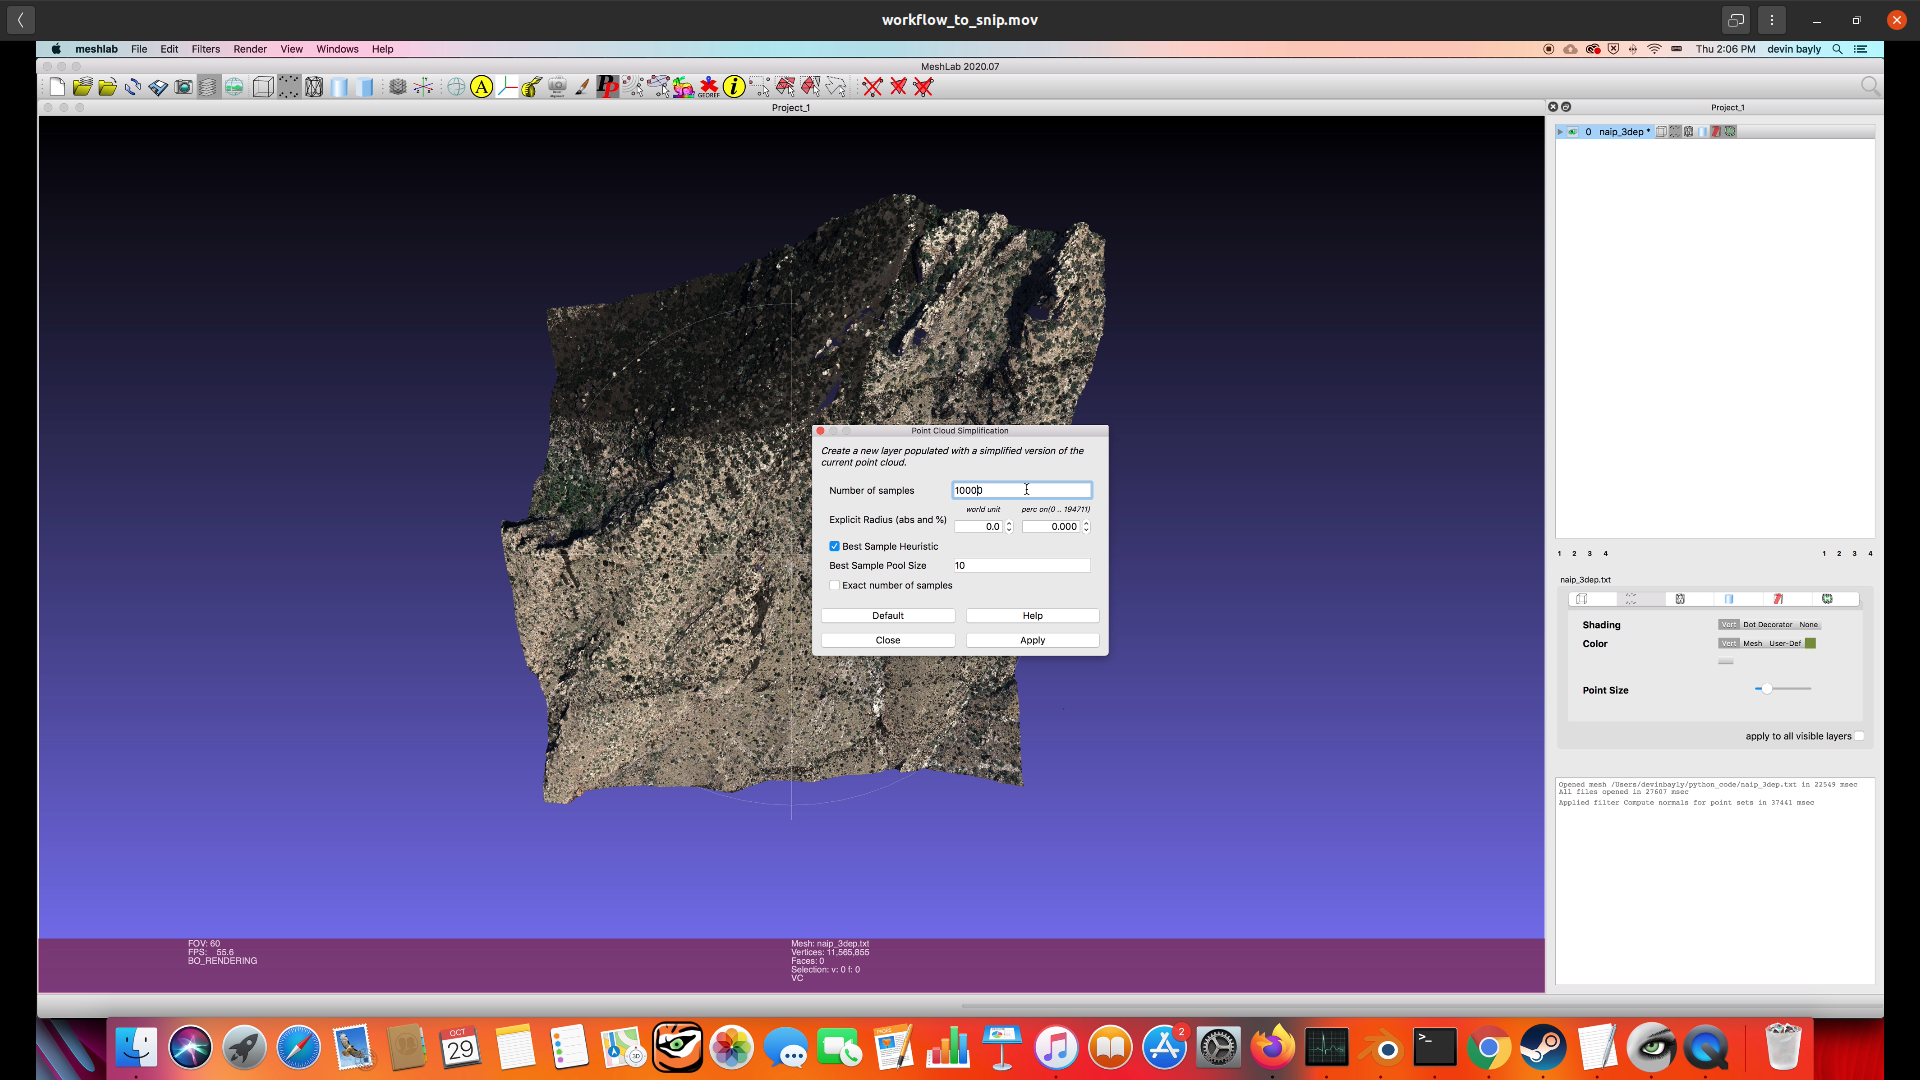 workflow_to_snip.mov
meshlab File Edit Filters Render View Windows Help
Thu 2:06 PM devin bayly
MeshLab 2020.07
Project_1
Project_1
0 naip_3dep *
Point Cloud Simplification
Create a new layer populated with a simplified version of the
current point cloud.
Number of samples 10000
world unit perc on(0 .. 194711)
Explicit Radius (abs and %) 0.0 0.000
Best Sample Heuristic
Best Sample Pool Size 10
Exact number of samples
Default Help
Close Apply
1 2 3 4 1 2 3 4
naip_3dep.txt
Shading Vert Dot Decorator None
Color Vert Mesh User-Def
Point Size
apply to all visible layers
Opened mesh /Users/devinbayly/python_code/naip_3dep.txt in 22549 msec
All files opened in 27607 msec
Applied filter Compute normals for point sets in 37441 msec
FOV: 60
FPS: 55.6
BO_RENDERING
Mesh: naip_3dep.txt
Vertices: 11,565,855
Faces: 0
Selection: v: 0 f: 0
VC
OCT
29
3D
2